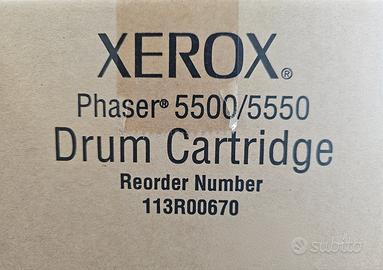 XEROX®
Phaser® 5500/5550
Drum Cartridge
Reorder Number
113R00670
subito